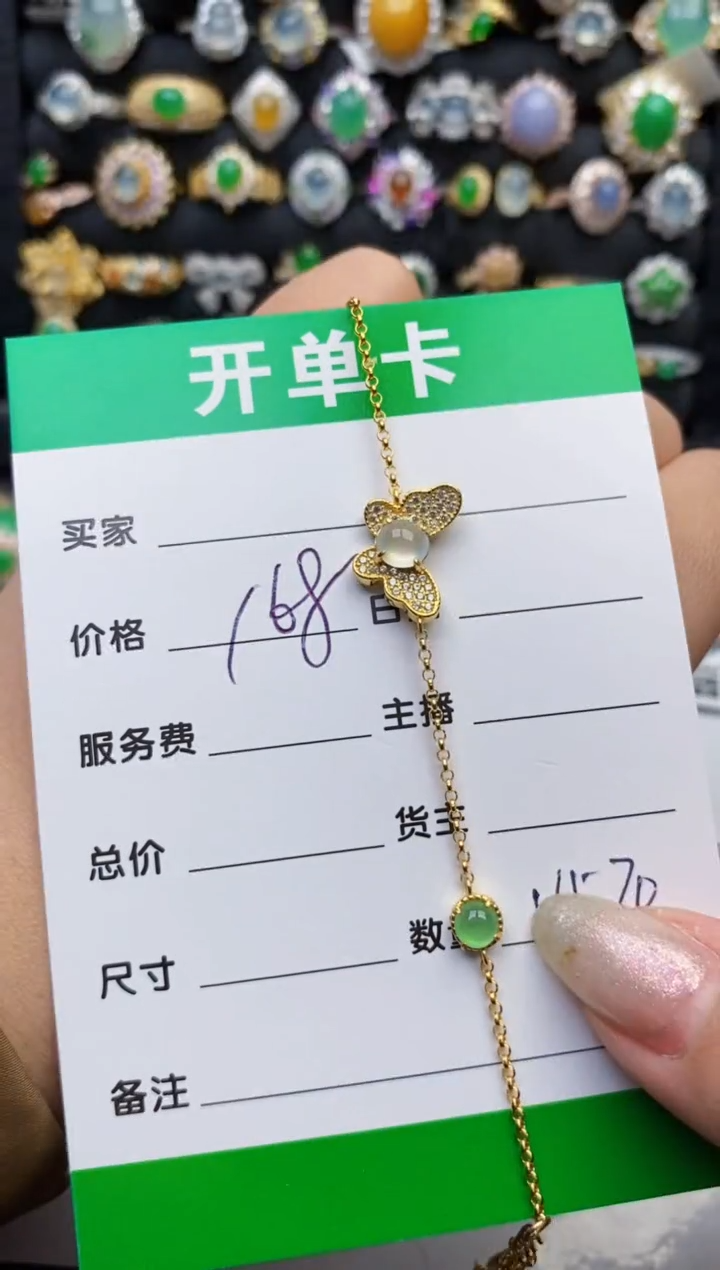 开单卡
买家
价格 168
服务费 主播
总价 货主
尺寸 数
备注